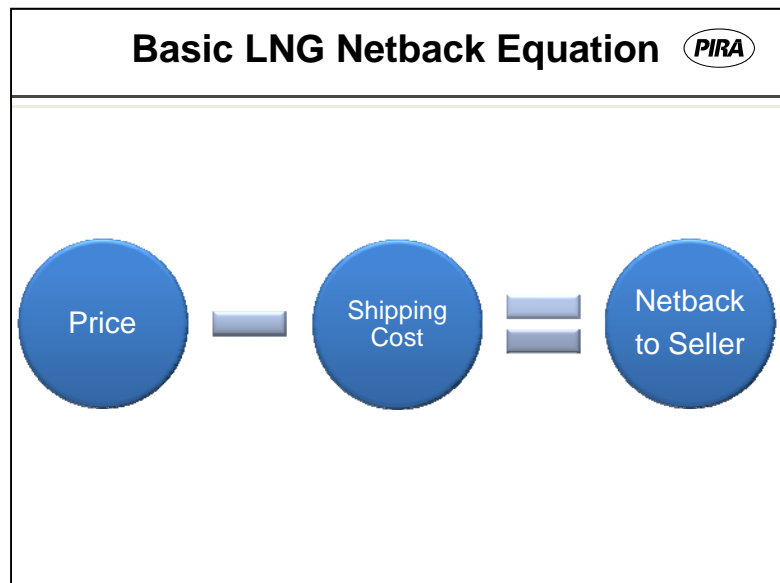 Basic LNG Netback Equation
PIRA
Price
Shipping
Cost
Netback
to Seller